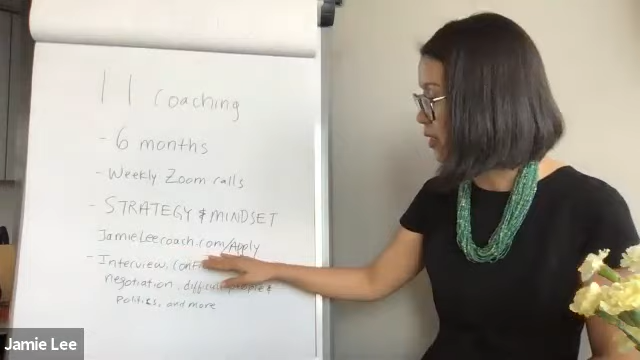 11 coaching
- 6 months
- Weekly Zoom calls
- STRATEGY & MINDSET
JamieLeecoach.com/Apply
- Interview,
negotiation, difficult people &
Politics, and more
Jamie Lee